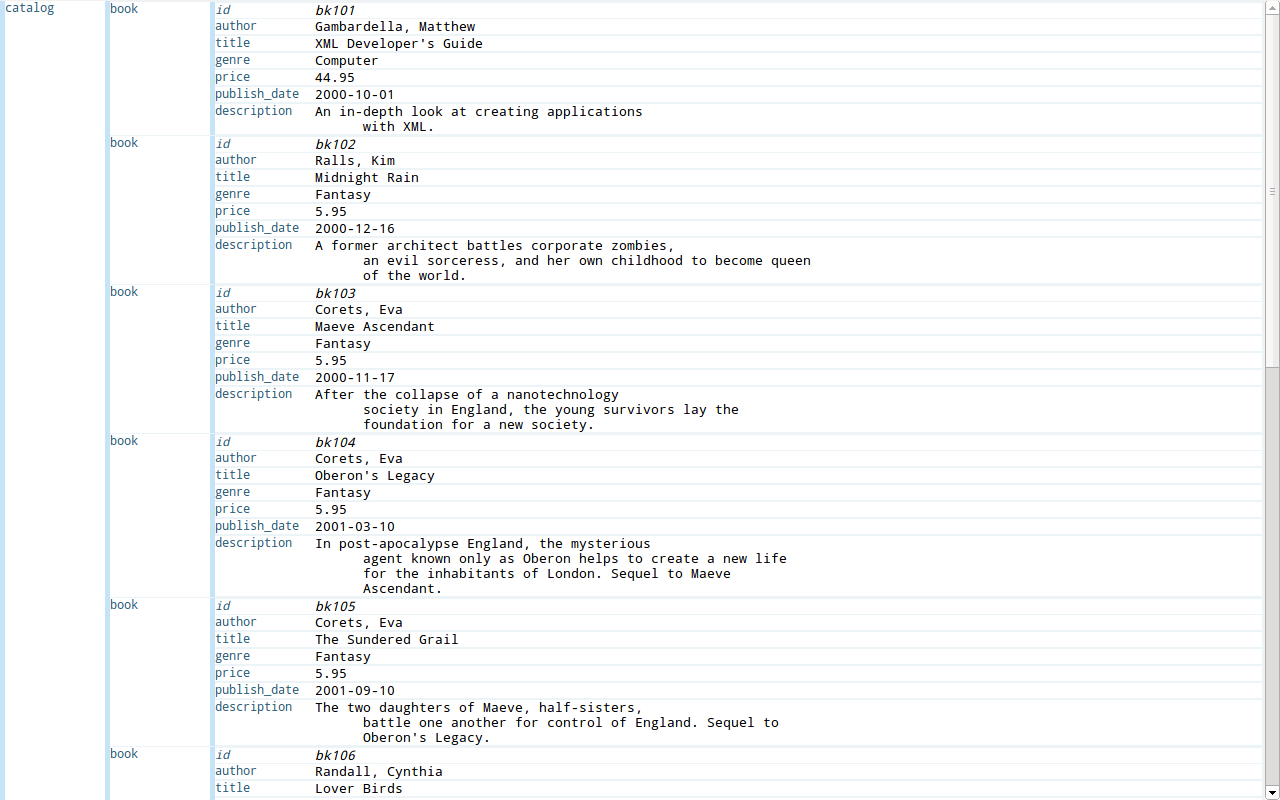 catalog book id bk101
author Gambardella, Matthew
title XML Developer's Guide
genre Computer
price 44.95
publish_date 2000-10-01
description An in-depth look at creating applications
with XML.
book id bk102
author Ralls, Kim
title Midnight Rain
genre Fantasy
price 5.95
publish_date 2000-12-16
description A former architect battles corporate zombies,
an evil sorceress, and her own childhood to become queen
of the world.
book id bk103
author Corets, Eva
title Maeve Ascendant
genre Fantasy
price 5.95
publish_date 2000-11-17
description After the collapse of a nanotechnology
society in England, the young survivors lay the
foundation for a new society.
book id bk104
author Corets, Eva
title Oberon's Legacy
genre Fantasy
price 5.95
publish_date 2001-03-10
description In post-apocalypse England, the mysterious
agent known only as Oberon helps to create a new life
for the inhabitants of London. Sequel to Maeve
Ascendant.
book id bk105
author Corets, Eva
title The Sundered Grail
genre Fantasy
price 5.95
publish_date 2001-09-10
description The two daughters of Maeve, half-sisters,
battle one another for control of England. Sequel to
Oberon's Legacy.
book id bk106
author Randall, Cynthia
title Lover Birds